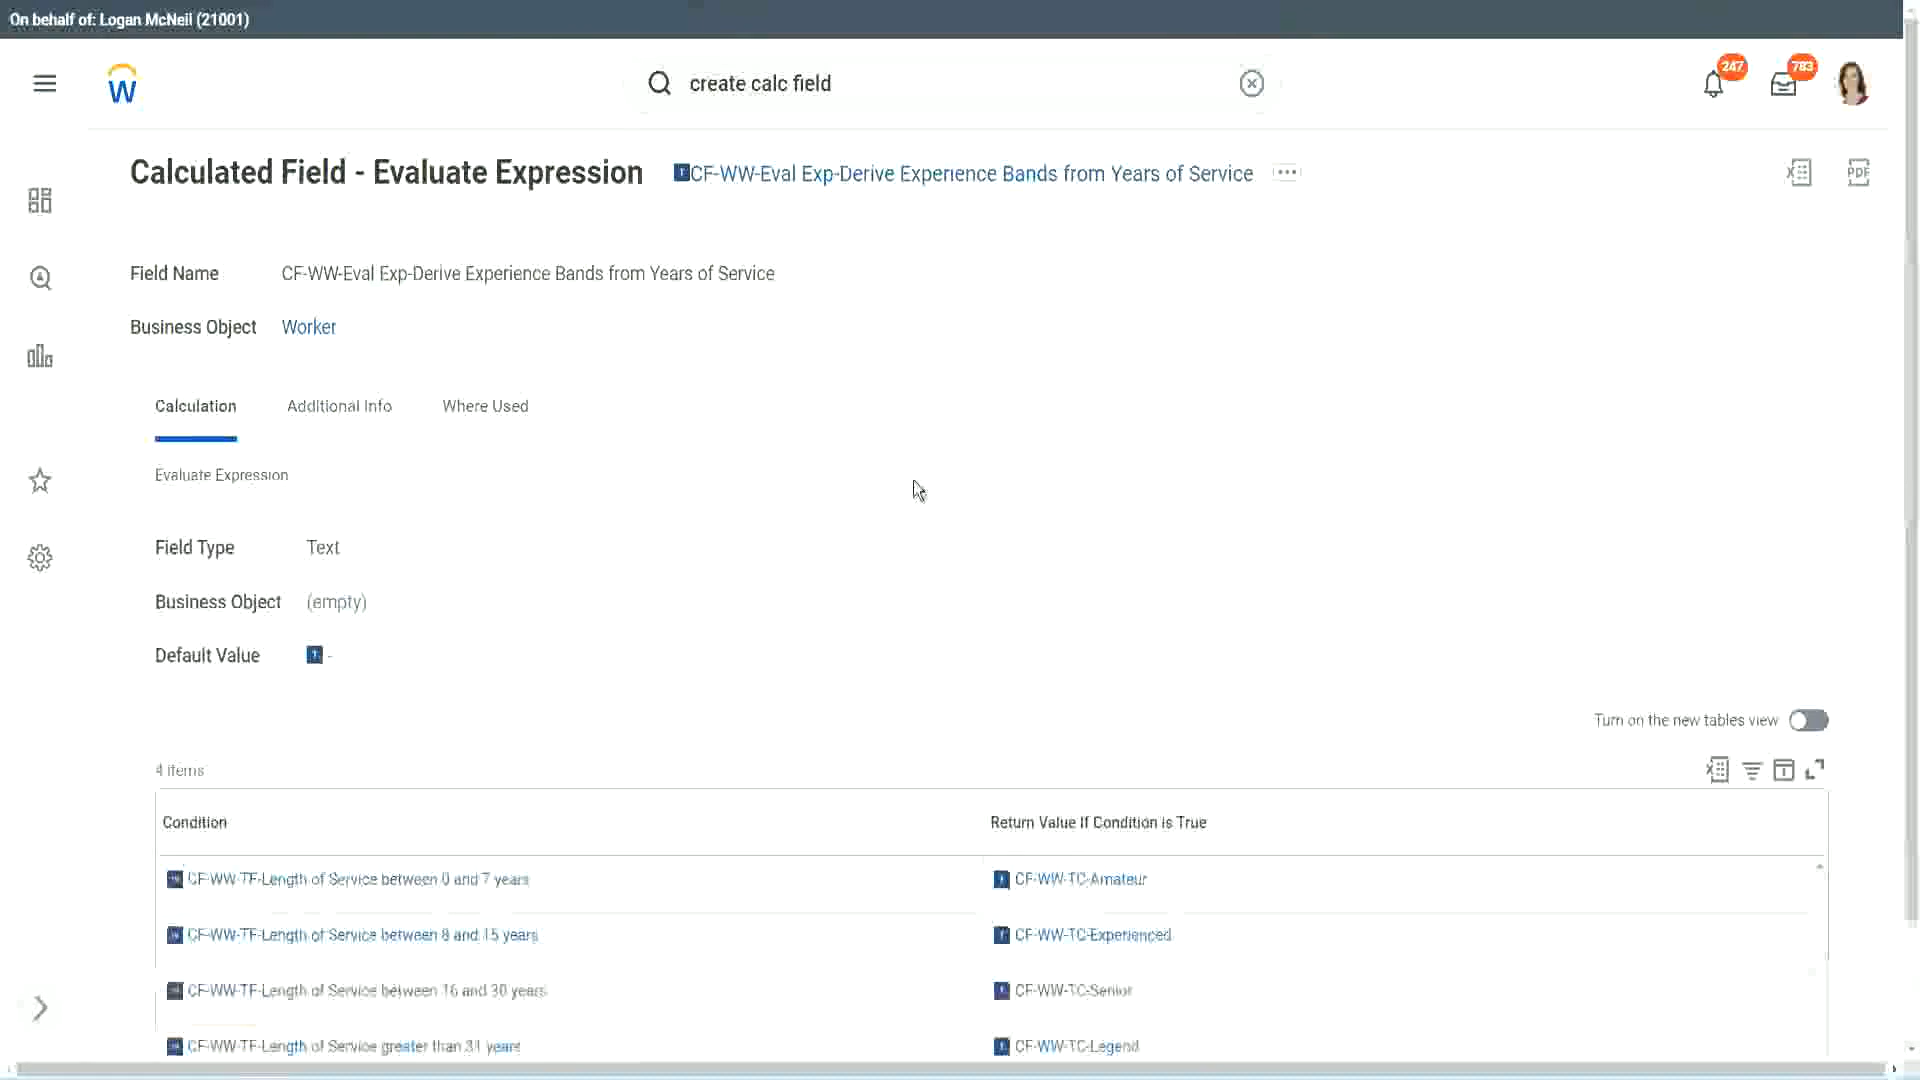 On behalf of: Logan McNeil (21001)
W
create calc field
247
783
Calculated Field - Evaluate Expression
CF-WW-Eval Exp-Derive Experience Bands from Years of Service
PDF
Field Name CF-WW-Eval Exp-Derive Experience Bands from Years of Service
Business Object Worker
Calculation Additional Info Where Used
Evaluate Expression
Field Type Text
Business Object (empty)
Default Value -
Turn on the new tables view
4 items
Condition Return Value If Condition is True
CF-WW-TF-Length of Service between 0 and 7 years CF-WW-TC-Amateur
CF-WW-TF-Length of Service between 8 and 15 years CF-WW-TC-Experienced
CF-WW-TF-Length of Service between 16 and 30 years CF-WW-TC-Senior
CF-WW-TF-Length of Service greater than 31 years CF-WW-TC-Legend